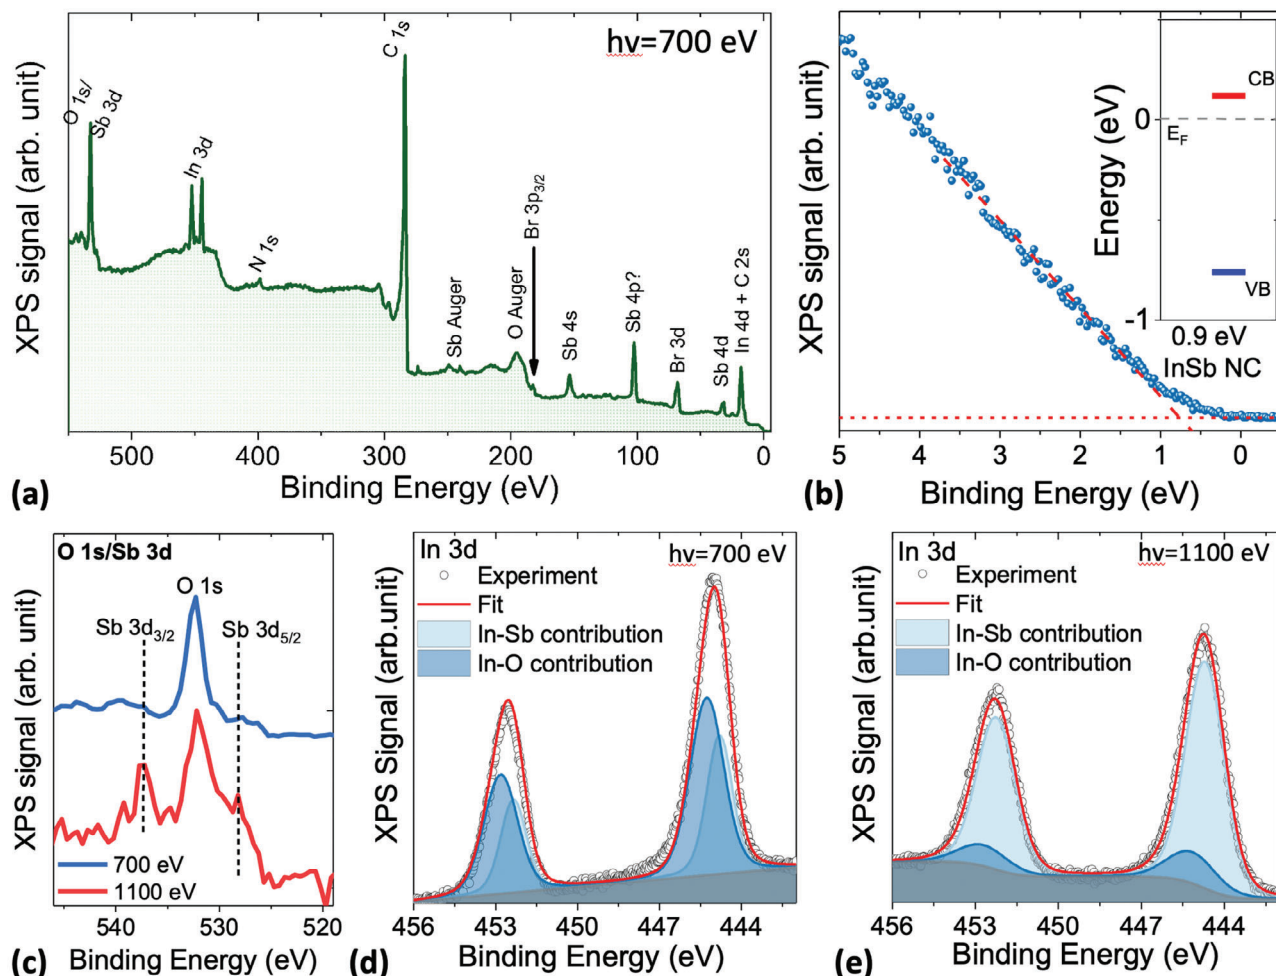 XPS signal (arb. unit)
hv=700 eV
O 1s/
Sb 3d
In 3d
N 1s
C 1s
Sb Auger
O Auger
Br 3p3/2
Sb 4s
Sb 4p?
Br 3d
Sb 4d
In 4d + C 2s
500 400 300 200 100 0
Binding Energy (eV)
(a)
XPS signal (arb. unit)
Energy (eV)
0
-1
CB
EF
VB
0.9 eV
InSb NC
5 4 3 2 1 0
Binding Energy (eV)
(b)
O 1s/Sb 3d
O 1s
Sb 3d3/2
Sb 3d5/2
XPS signal (arb.unit)
700 eV
1100 eV
540 530 520
Binding Energy (eV)
(c)
In 3d
hv=700 eV
Experiment
Fit
In-Sb contribution
In-O contribution
XPS Signal (arb.unit)
456 453 450 447 444
Binding Energy (eV)
(d)
In 3d
hv=1100 eV
Experiment
Fit
In-Sb contribution
In-O contribution
XPS Signal (arb.unit)
456 453 450 447 444
Binding Energy (eV)
(e)